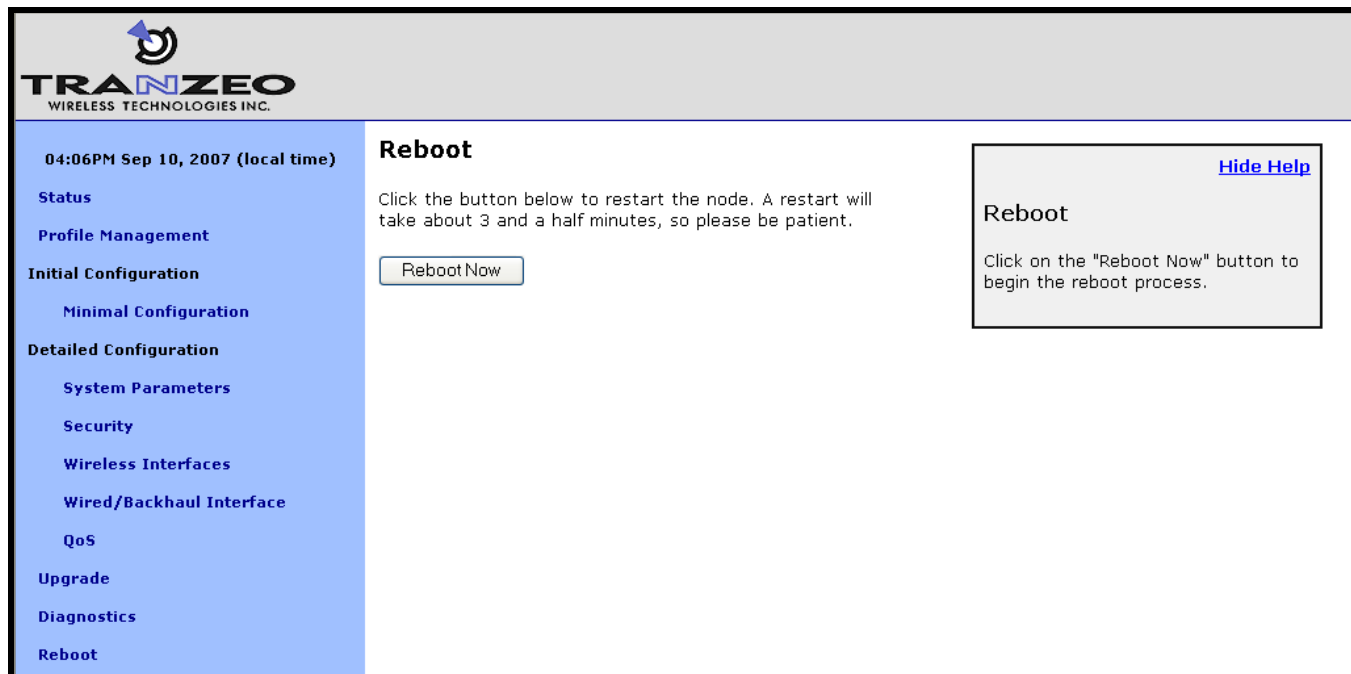 TRANZEO
WIRELESS TECHNOLOGIES INC.
04:06PM Sep 10, 2007 (local time)
Status
Profile Management
Initial Configuration
Minimal Configuration
Detailed Configuration
System Parameters
Security
Wireless Interfaces
Wired/Backhaul Interface
QoS
Upgrade
Diagnostics
Reboot
Reboot
Click the button below to restart the node. A restart will
take about 3 and a half minutes, so please be patient.
Reboot Now
Hide Help
Reboot
Click on the "Reboot Now" button to
begin the reboot process.